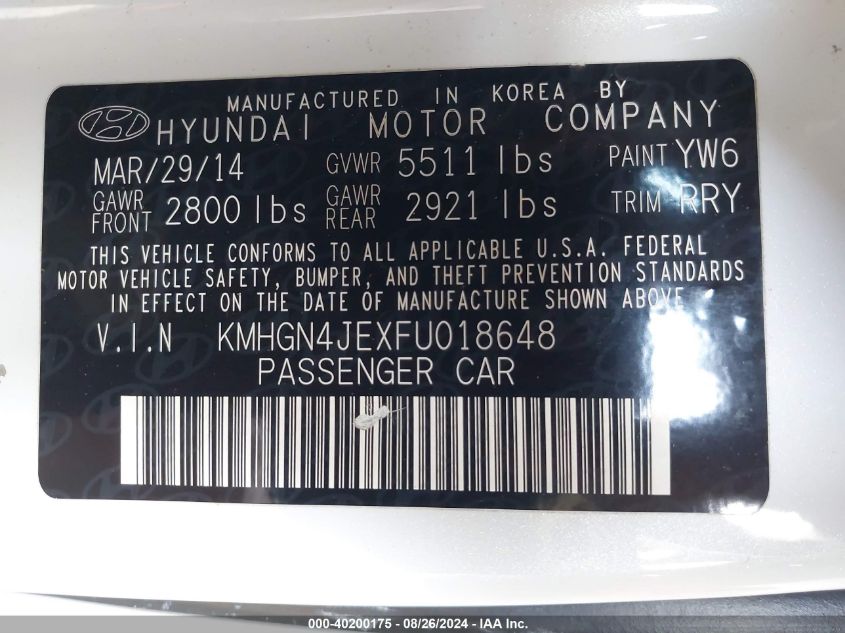 MANUFACTURED IN KOREA BY
HYUNDAI MOTOR COMPANY
MAR/29/14 GVWR 5511 lbs PAINT YW6
GAWR FRONT 2800 lbs GAWR REAR 2921 lbs TRIM RRY
THIS VEHICLE CONFORMS TO ALL APPLICABLE U.S.A. FEDERAL
MOTOR VEHICLE SAFETY, BUMPER, AND THEFT PREVENTION STANDARDS
IN EFFECT ON THE DATE OF MANUFACTURE SHOWN ABOVE
V.I.N KMHGN4JEXFU018648
PASSENGER CAR
000-40200175 - 08/26/2024 - IAA Inc.